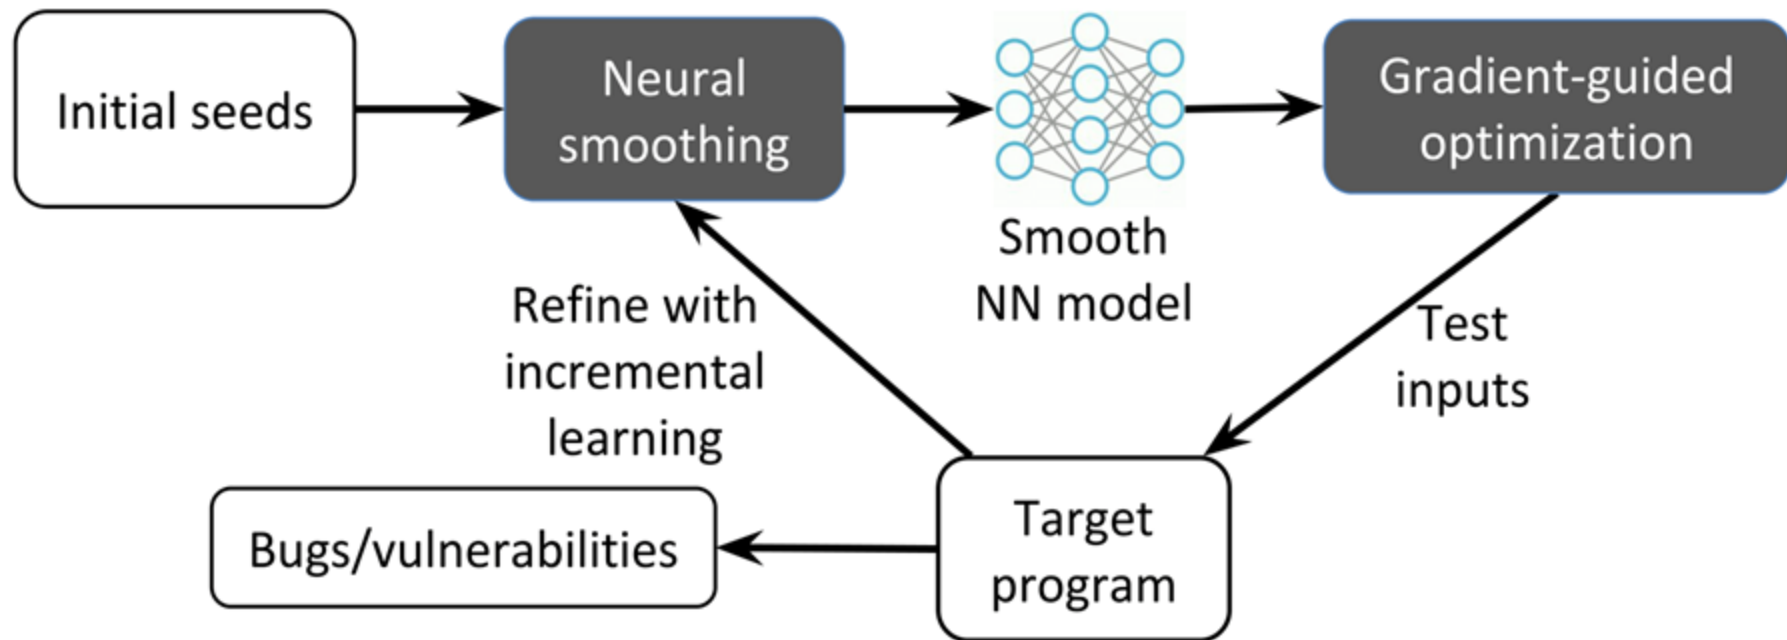 Initial seeds
Neural
smoothing
Smooth
NN model
Gradient-guided
optimization
Test
inputs
Refine with
incremental
learning
Target
program
Bugs/vulnerabilities